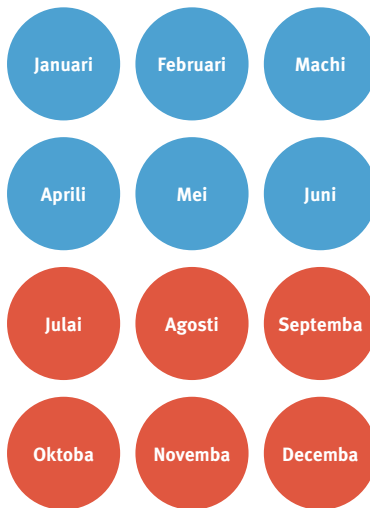 Januari Februari Machi
Aprili Mei Juni
Julai Agosti Septemba
Oktoba Novemba Decemba